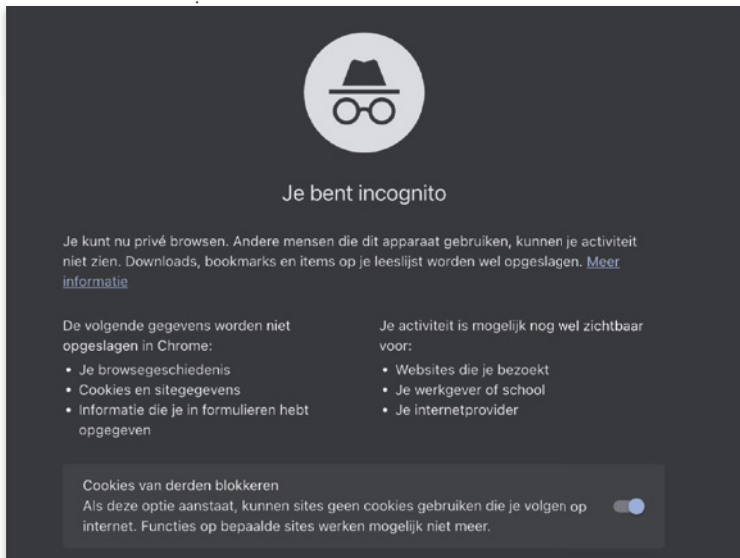 Je bent incognito
Je kunt nu privé browsen. Andere mensen die dit apparaat gebruiken, kunnen je activiteit
niet zien. Downloads, bookmarks en items op je leeslijst worden wel opgeslagen. Meer
informatie
De volgende gegevens worden niet
opgeslagen in Chrome:
• Je browsegeschiedenis
• Cookies en sitegegevens
• Informatie die je in formulieren hebt
opgegeven
Je activiteit is mogelijk nog wel zichtbaar
voor:
• Websites die je bezoekt
• Je werkgever of school
• Je internetprovider
Cookies van derden blokkeren
Als deze optie aanstaat, kunnen sites geen cookies gebruiken die je volgen op
internet. Functies op bepaalde sites werken mogelijk niet meer.